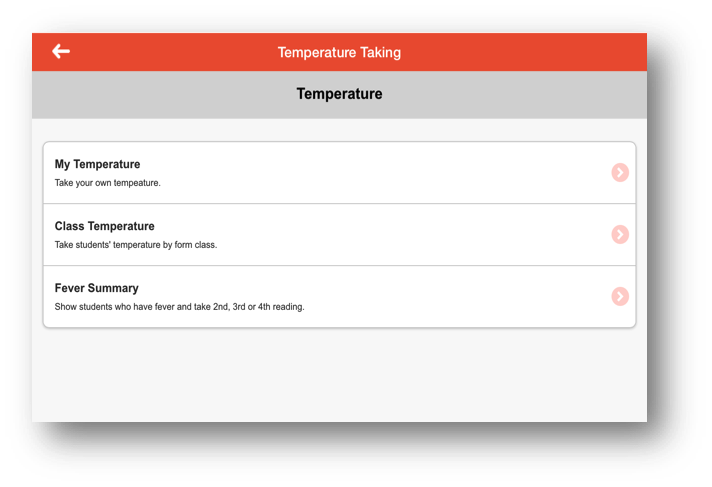 Temperature Taking
Temperature
My Temperature
Take your own tempeature.
Class Temperature
Take students' temperature by form class.
Fever Summary
Show students who have fever and take 2nd, 3rd or 4th reading.